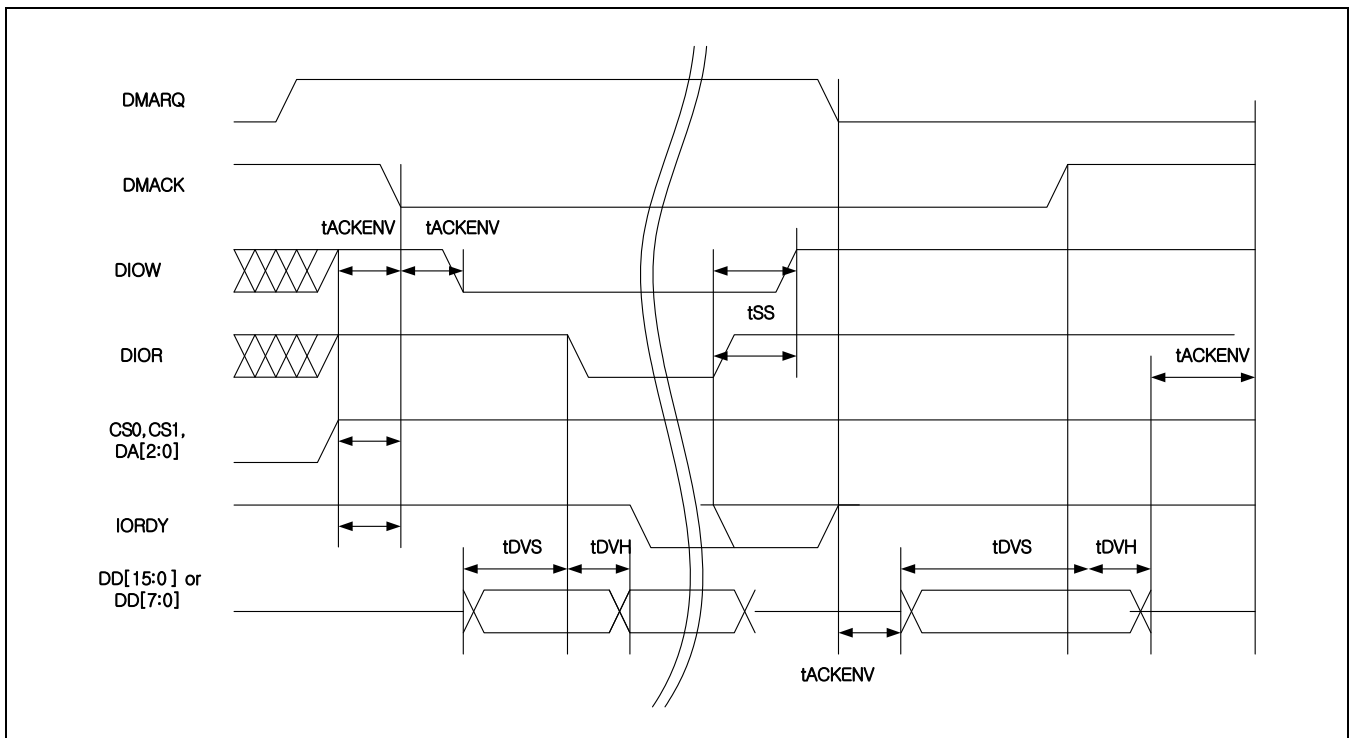 DMARQ
DMACK
tACKENV tACKENV
DIOW
tSS
DIOR
tACKENV
CS0,CS1,
DA[2:0]
IORDY
tDVS tDVH tDVS tDVH
DD[15:0] or
DD[7:0]
tACKENV